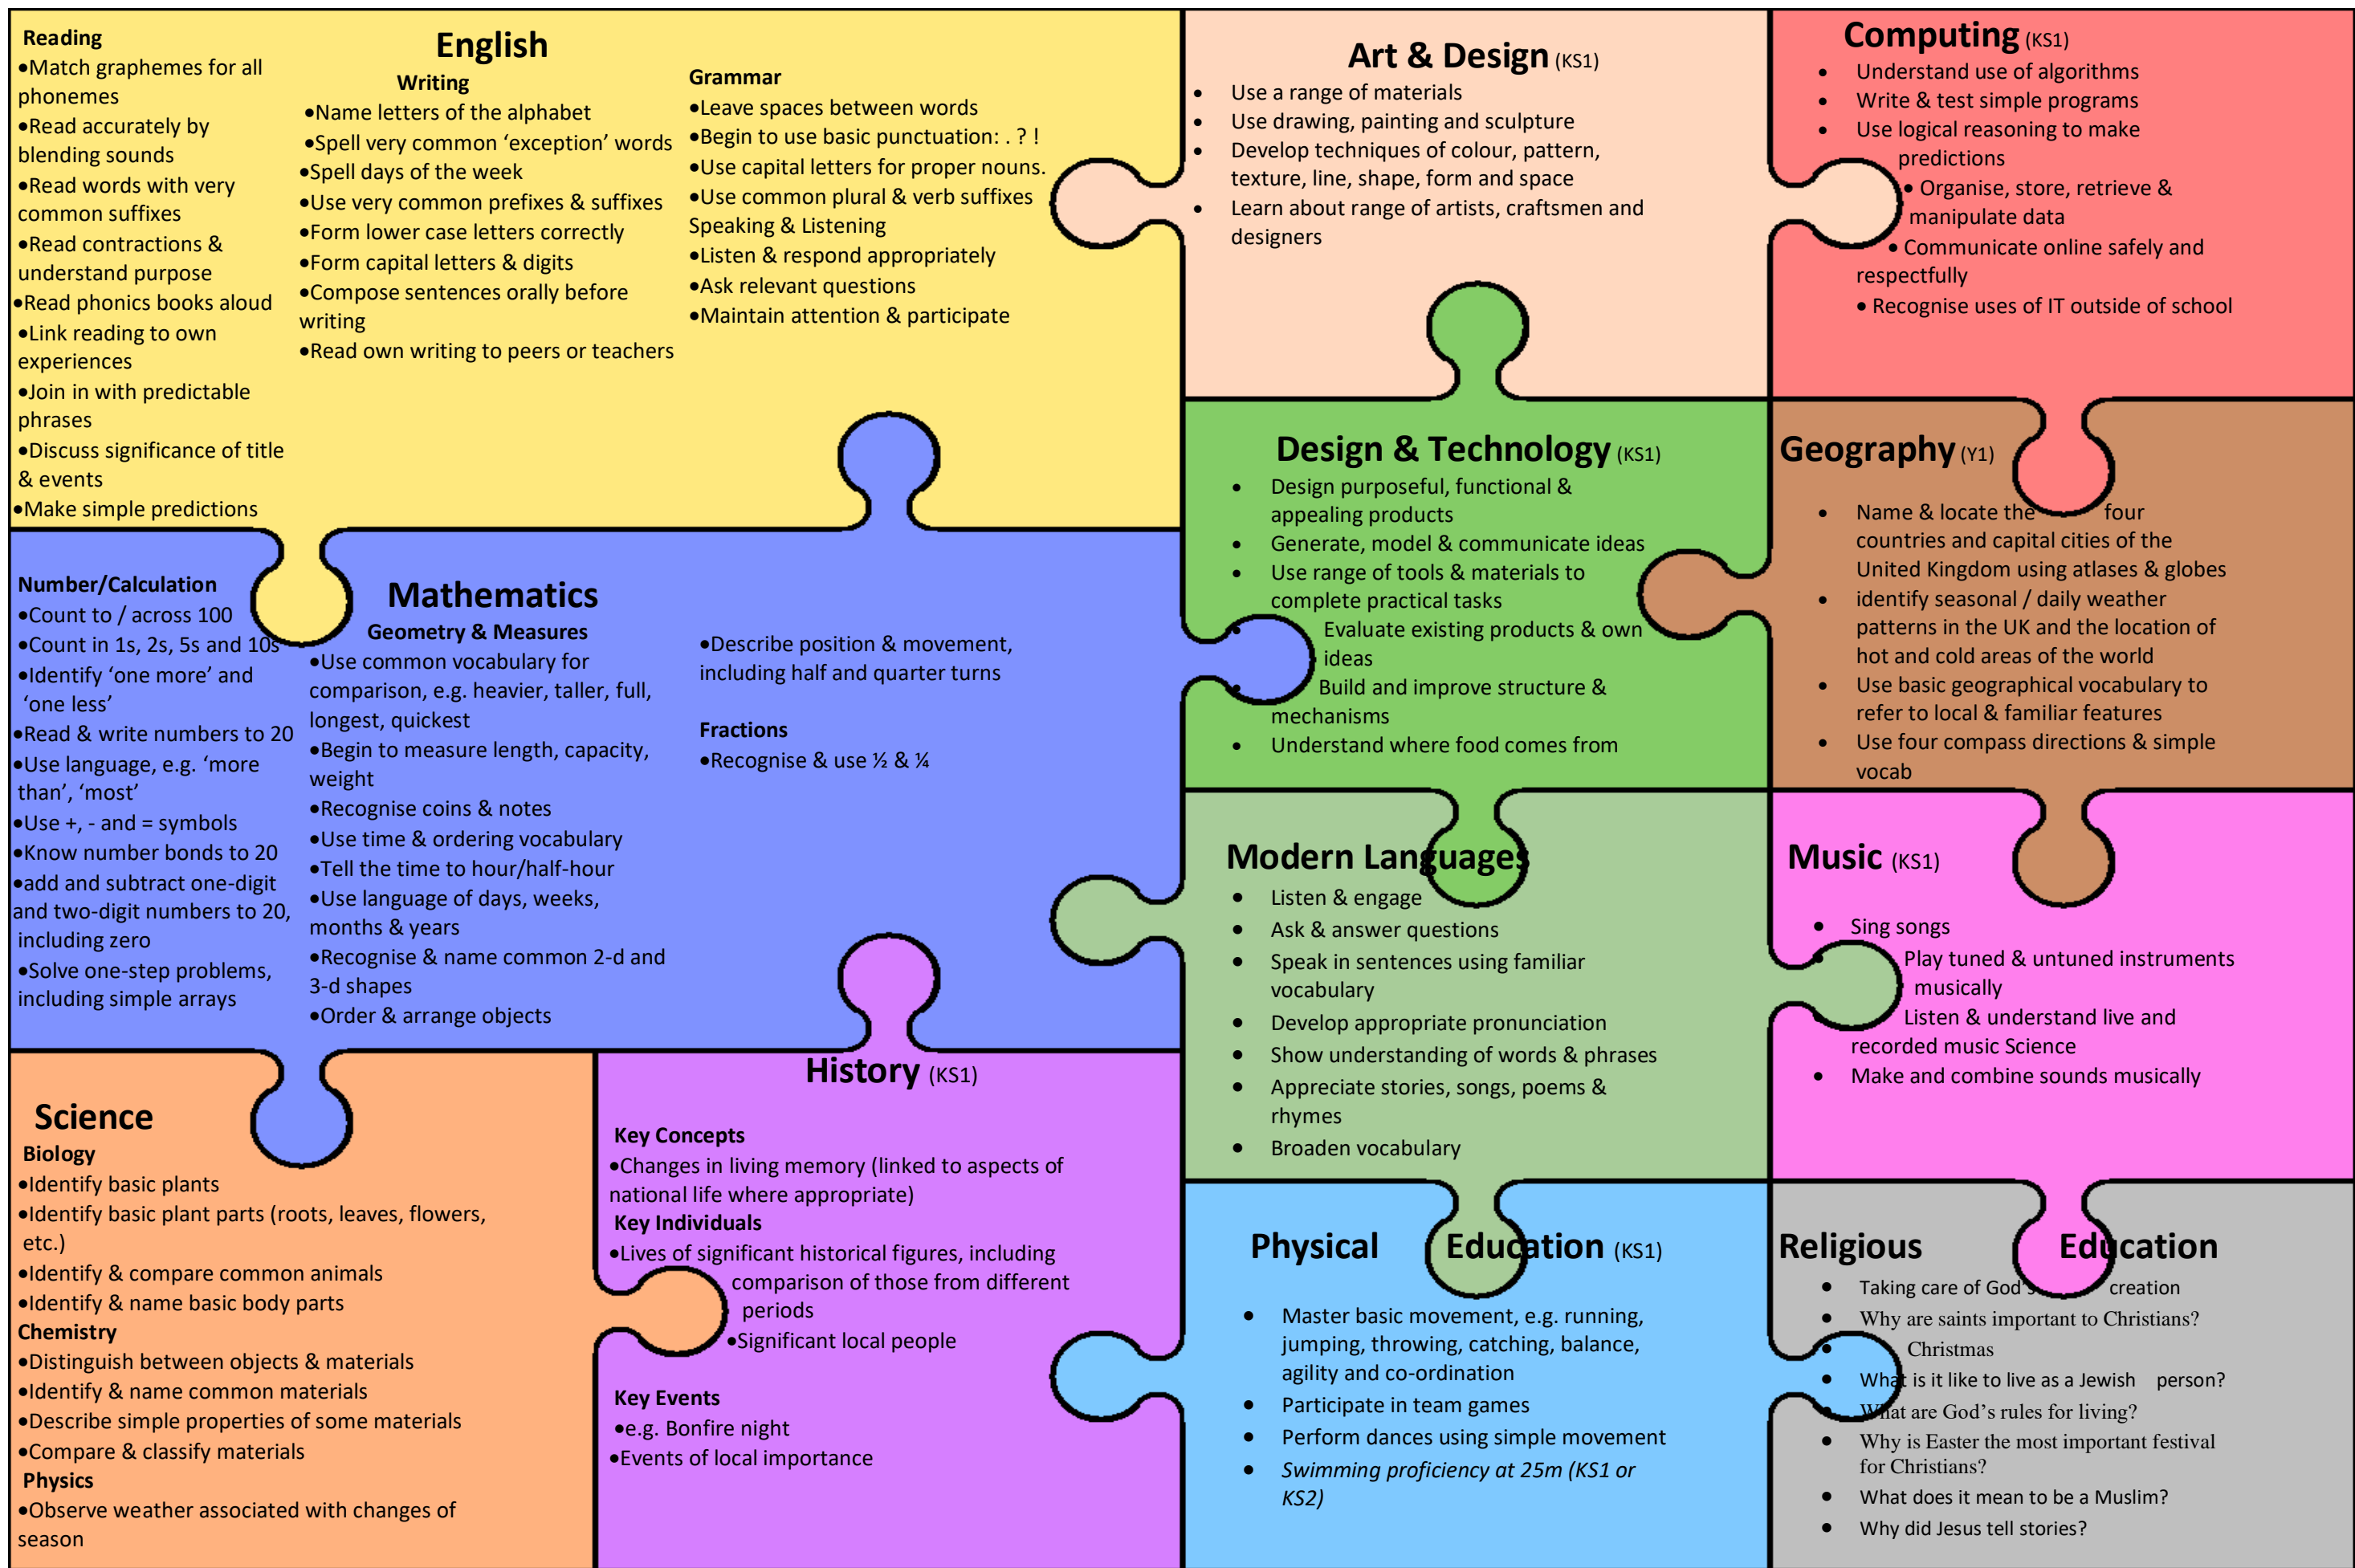 English
Reading
•Match graphemes for all
phonemes
•Read accurately by
blending sounds
•Read words with very
common suffixes
•Read contractions &
understand purpose
•Read phonics books aloud
•Link reading to own
experiences
•Join in with predictable
phrases
•Discuss significance of title
& events
•Make simple predictions
Writing
•Name letters of the alphabet
•Spell very common ‘exception’ words
•Spell days of the week
•Use very common prefixes & suffixes
•Form lower case letters correctly
•Form capital letters & digits
•Compose sentences orally before
writing
•Read own writing to peers or teachers
Grammar
•Leave spaces between words
•Begin to use basic punctuation: . ? !
•Use capital letters for proper nouns.
•Use common plural & verb suffixes
Speaking & Listening
•Listen & respond appropriately
•Ask relevant questions
•Maintain attention & participate
Art & Design (KS1)
• Use a range of materials
• Use drawing, painting and sculpture
• Develop techniques of colour, pattern,
texture, line, shape, form and space
• Learn about range of artists, craftsmen and
designers
Computing (KS1)
• Understand use of algorithms
• Write & test simple programs
• Use logical reasoning to make
predictions
• Organise, store, retrieve &
manipulate data
• Communicate online safely and
respectfully
• Recognise uses of IT outside of school
Mathematics
Number/Calculation
•Count to / across 100
•Count in 1s, 2s, 5s and 10s
•Identify ‘one more’ and
‘one less’
•Read & write numbers to 20
•Use language, e.g. ‘more
than’, ‘most’
•Use +, - and = symbols
•Know number bonds to 20
•add and subtract one-digit
and two-digit numbers to 20,
including zero
•Solve one-step problems,
including simple arrays
Geometry & Measures
•Use common vocabulary for
comparison, e.g. heavier, taller, full,
longest, quickest
•Begin to measure length, capacity,
weight
•Recognise coins & notes
•Use time & ordering vocabulary
•Tell the time to hour/half-hour
•Use language of days, weeks,
months & years
•Recognise & name common 2-d and
3-d shapes
•Order & arrange objects
•Describe position & movement,
including half and quarter turns
Fractions
•Recognise & use ½ & ¼
Design & Technology (KS1)
• Design purposeful, functional &
appealing products
• Generate, model & communicate ideas
• Use range of tools & materials to
complete practical tasks
• Evaluate existing products & own
ideas
• Build and improve structure &
mechanisms
• Understand where food comes from
Geography (Y1)
• Name & locate the four
countries and capital cities of the
United Kingdom using atlases & globes
• identify seasonal / daily weather
patterns in the UK and the location of
hot and cold areas of the world
• Use basic geographical vocabulary to
refer to local & familiar features
• Use four compass directions & simple
vocab
Modern Languages
• Listen & engage
• Ask & answer questions
• Speak in sentences using familiar
vocabulary
• Develop appropriate pronunciation
• Show understanding of words & phrases
• Appreciate stories, songs, poems &
rhymes
• Broaden vocabulary
Music (KS1)
• Sing songs
• Play tuned & untuned instruments
musically
Listen & understand live and
recorded music Science
• Make and combine sounds musically
Science
Biology
•Identify basic plants
•Identify basic plant parts (roots, leaves, flowers,
etc.)
•Identify & compare common animals
•Identify & name basic body parts
Chemistry
•Distinguish between objects & materials
•Identify & name common materials
•Describe simple properties of some materials
•Compare & classify materials
Physics
•Observe weather associated with changes of
season
History (KS1)
Key Concepts
•Changes in living memory (linked to aspects of
national life where appropriate)
Key Individuals
•Lives of significant historical figures, including
comparison of those from different
periods
•Significant local people
Key Events
•e.g. Bonfire night
•Events of local importance
Physical Education (KS1)
• Master basic movement, e.g. running,
jumping, throwing, catching, balance,
agility and co-ordination
• Participate in team games
• Perform dances using simple movement
• Swimming proficiency at 25m (KS1 or
KS2)
Religious Education
• Taking care of God's creation
• Why are saints important to Christians?
• Christmas
• What is it like to live as a Jewish person?
• What are God’s rules for living?
• Why is Easter the most important festival
for Christians?
• What does it mean to be a Muslim?
• Why did Jesus tell stories?